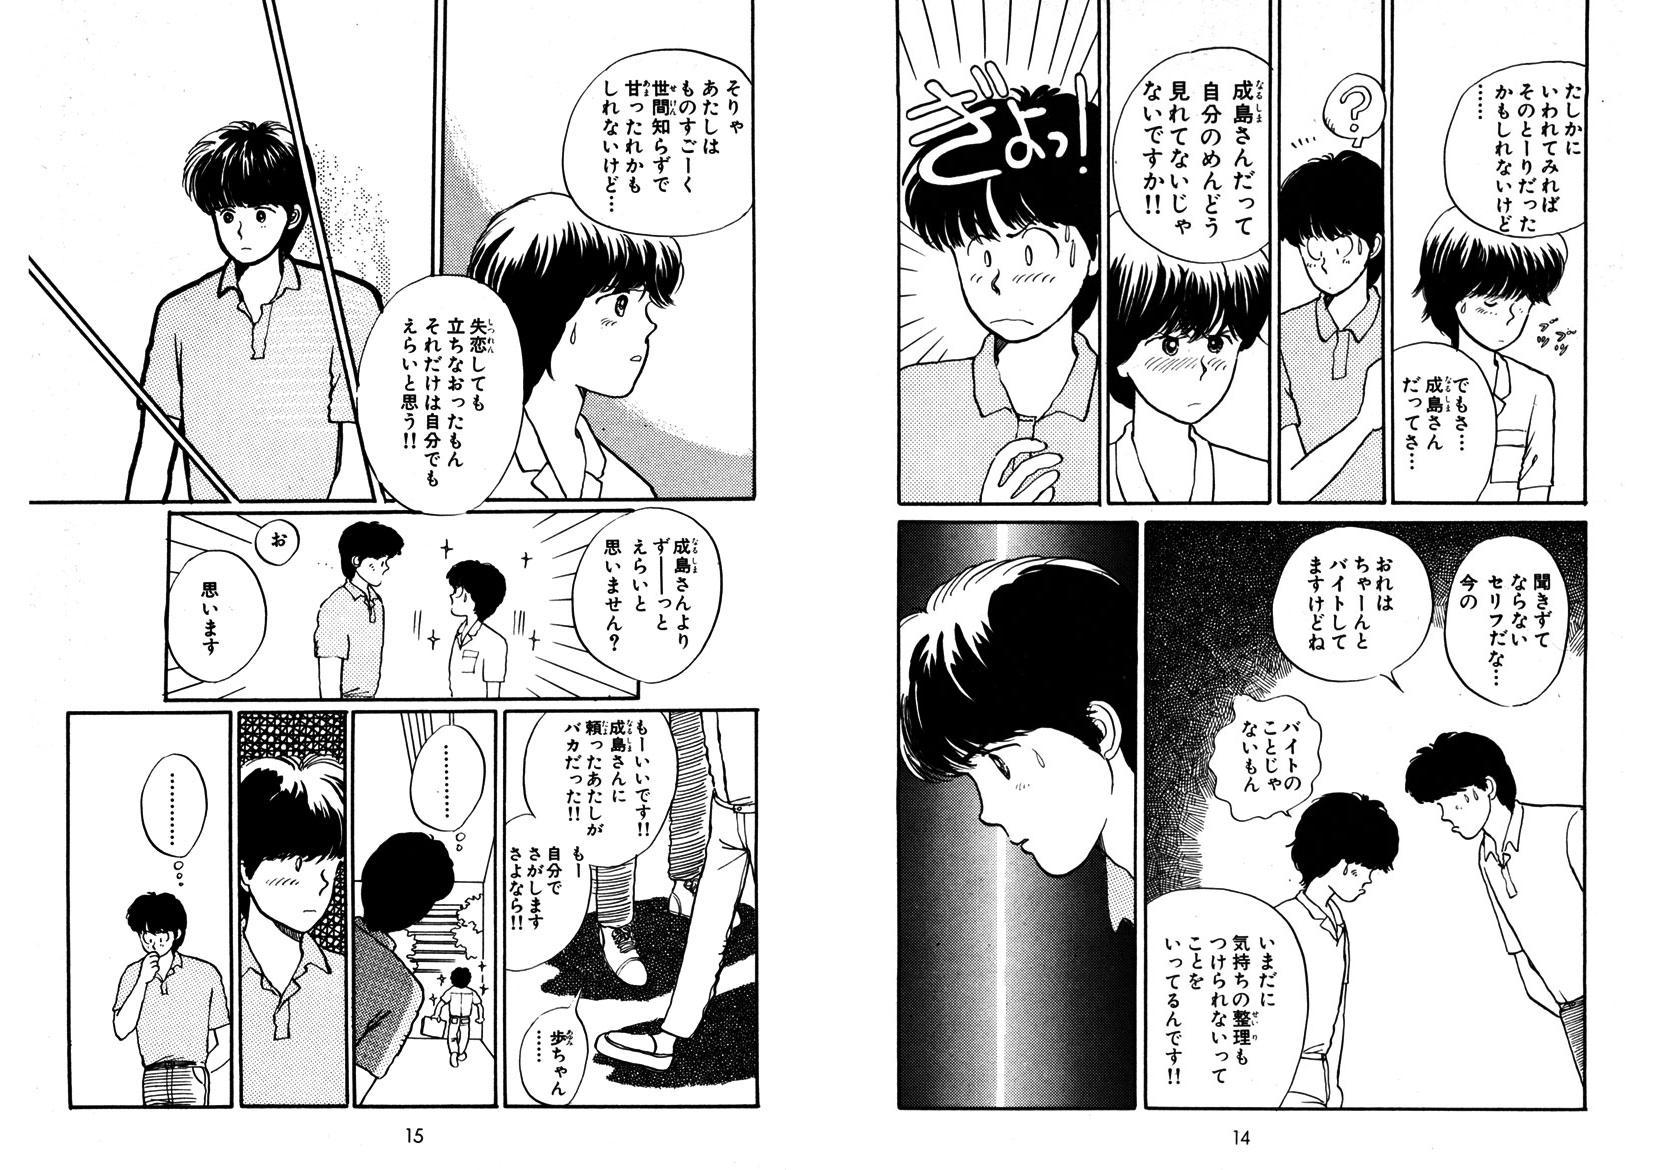 たしかに
いわれてみれば
そのとーりだった
かもしれないけど
……
ブツ
ブツ
でもさ…
成島さん
だってさ…
?
成島さんだって
自分のめんどう
見れてないじゃ
ないですか!!
ぎょっ!
聞きずて
ならない
セリフだな…
今の
おれは
ちゃーんと
バイトして
ますけどね
バイトの
ことじゃ
ないもん
いまだに
気持ちの整理も
つけられないって
ことを
いってるんです!!
14
そりゃ
あたしは
ものすごーく
世間知らずで
甘ったれかも
しれないけど…
失恋しても
立ちなおったもん
それだけは自分でも
えらいと思う!!
成島さんより
ずーーっと
えらいと
思いません?
お
思います
もーいいです!!
成島さんに
頼ったあたしが
バカだった!!
もー
自分で
さがします
さよなら!!
歩ちゃん
……
…………
…………
15